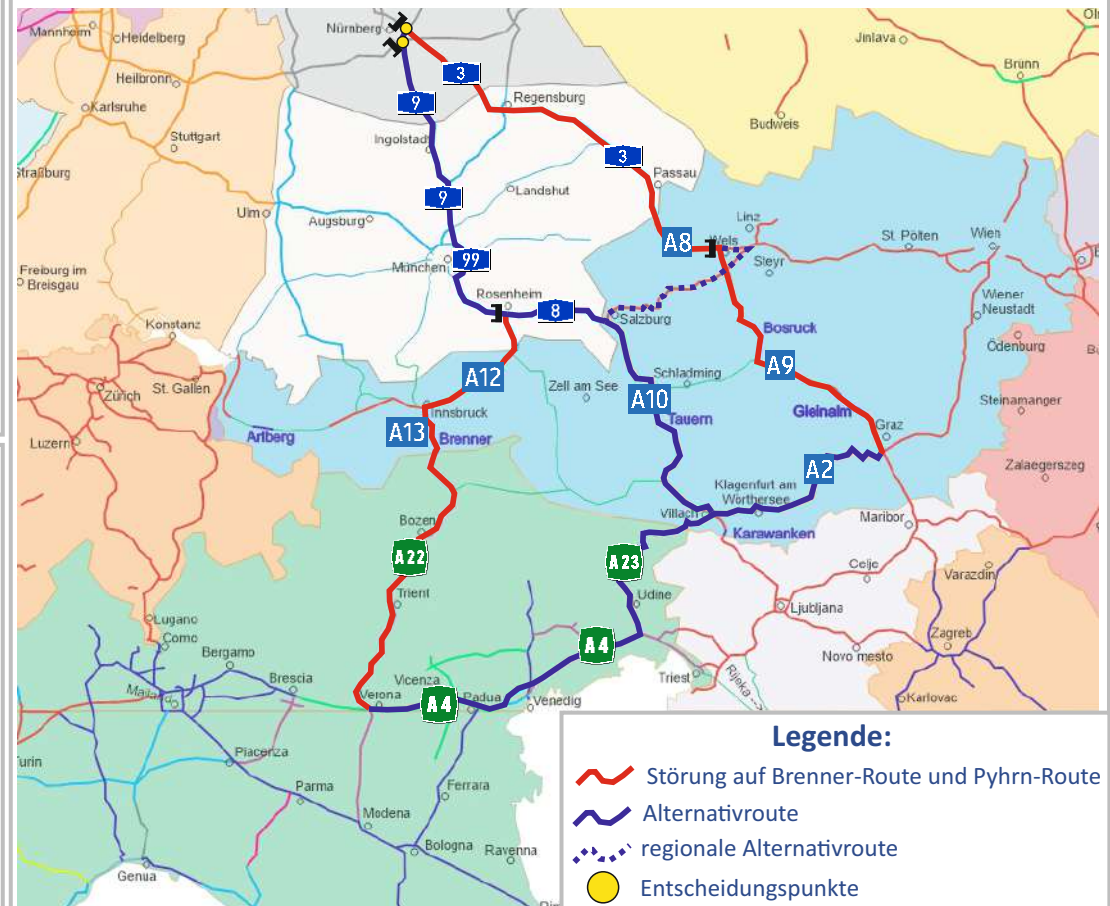 Nürnberg
Mannheim
Heidelberg
Jinlava
Brünn
Heilbronn
3
9
Regensburg
Karlsruhe
Budweis
Stuttgart
Ingolstadt
3
Straßburg
Passau
Landshut
9
Ulm
Augsburg
Linz
A8
Wels
St. Pölten
Wien
Steyr
Freiburg im
Breisgau
München
99
Rosenheim
8
Salzburg
Wiener
Neustadt
Konstanz
Bosruck
Ödenburg
Zürich
St. Gallen
A12
Zell am See
Schladming
A9
A10
Steinamanger
Innsbruck
Tauern
Gleinalm
Luzern
Arlberg
A13
Brenner
Graz
A2
Zalaegerszeg
Klagenfurt am
Wörthersee
Villach
Maribor
Bozen
Karawanken
A22
A23
Celje
Varazdin
Trient
Udine
Ljubljana
Lugano
Como
A4
Zagreb
Bergamo
Novo mesto
Brescia
Vicenza
Triest
Rijeka --->
Mailand
Verona
A4
Padua
Venedig
Karlovac
Piacenza
Turin
Parma
Ferrara
Modena
Bologna
Ravenna
Genua
Legende:
Störung auf Brenner-Route und Pyhrn-Route
Alternativroute
regionale Alternativroute
Entscheidungspunkte